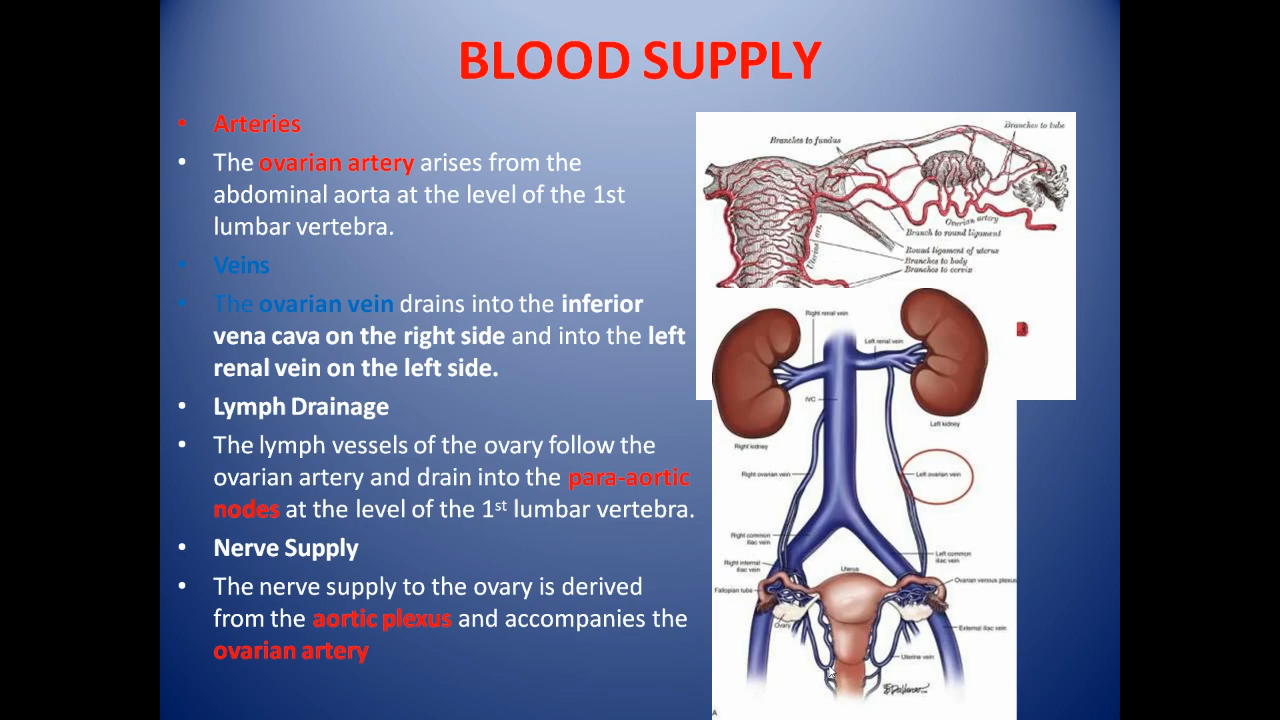 BLOOD SUPPLY
• Arteries
• The ovarian artery arises from the
abdominal aorta at the level of the 1st
lumbar vertebra.
• Veins
• The ovarian vein drains into the inferior
vena cava on the right side and into the left
renal vein on the left side.
• Lymph Drainage
• The lymph vessels of the ovary follow the
ovarian artery and drain into the para-aortic
nodes at the level of the 1st lumbar vertebra.
• Nerve Supply
• The nerve supply to the ovary is derived
from the aortic plexus and accompanies the
ovarian artery
Branches to tube
Branches to fundus
Ovarian artery
Branch to round ligament
Uterine art.
Round ligament of uterus
Branches to body
Branches to cervix
Right renal vein
Left renal vein
IVC
Left kidney
Right kidney
Right ovarian vein
Left ovarian vein
Right common
iliac vein
Left common
iliac vein
Right internal
iliac vein
Uterus
Ovarian venous plexus
Fallopian tube
Ovary
External iliac vein
Uterine vein
A